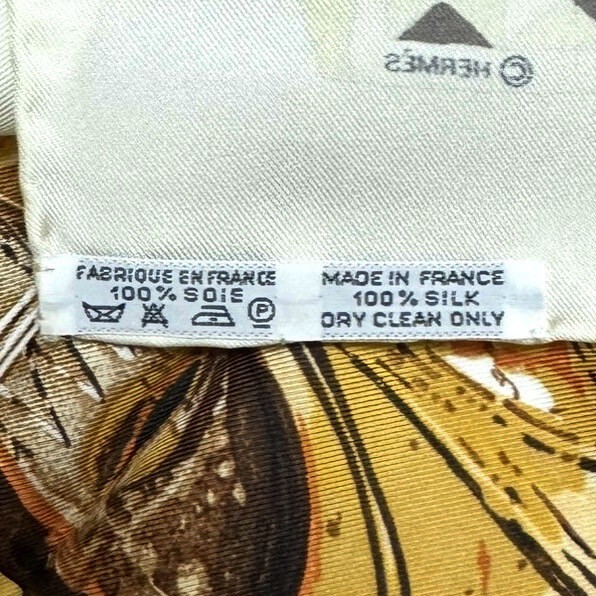 © HERMÈS
FABRIQUE EN FRANCE
100% SOIE
P
MADE IN FRANCE
100% SILK
DRY CLEAN ONLY